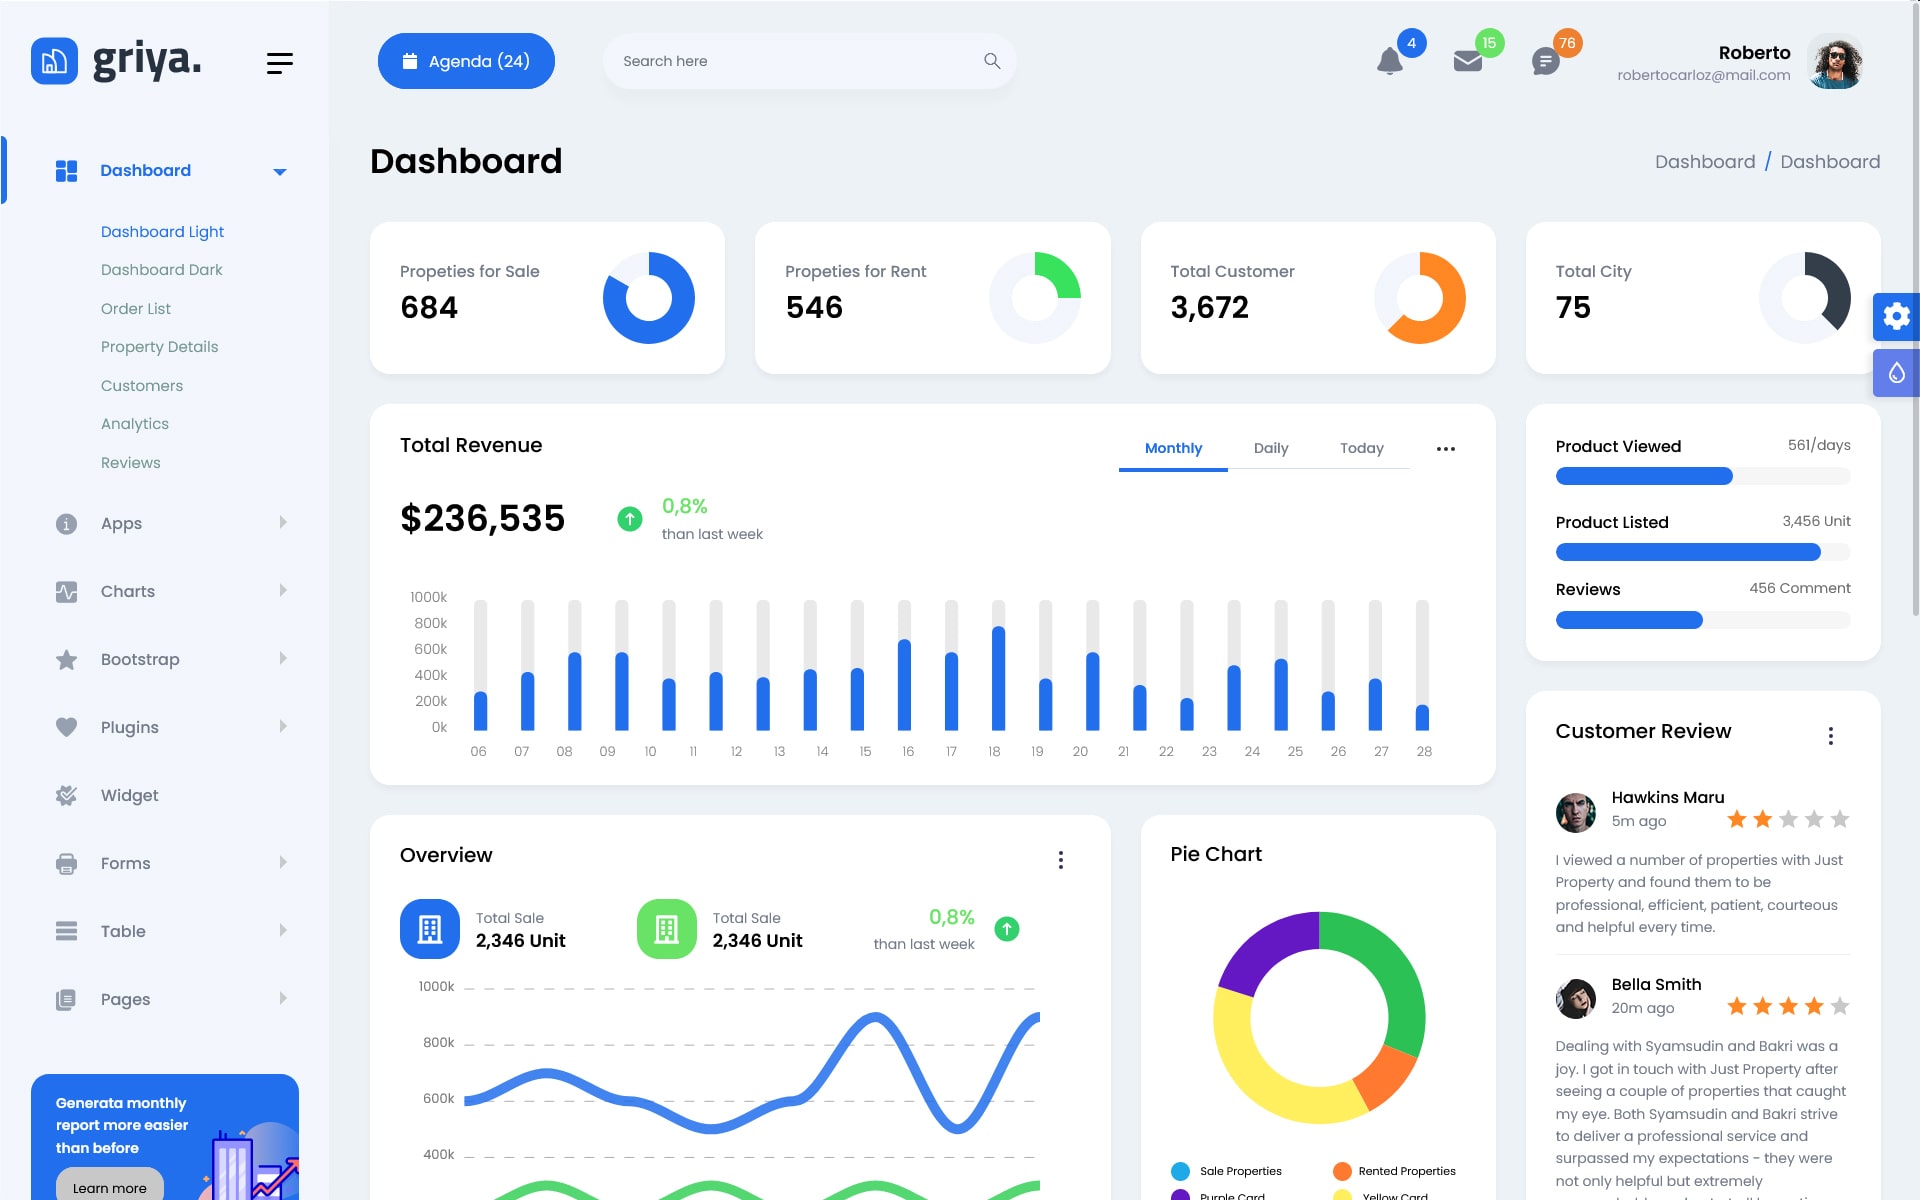 griya.
Agenda (24)
Search here
4
15
76
Roberto
robertocarloz@mail.com
Dashboard
Dashboard Light
Dashboard Dark
Order List
Property Details
Customers
Analytics
Reviews
Apps
Charts
Bootstrap
Plugins
Widget
Forms
Table
Pages
Generata monthly
report more easier
than before
Learn more
Dashboard
Dashboard / Dashboard
Propeties for Sale
684
Propeties for Rent
546
Total Customer
3,672
Total City
75
Total Revenue
Monthly Daily Today
$236,535
0,8%
than last week
1000k
800k
600k
400k
200k
0k
06 07 08 09 10 11 12 13 14 15 16 17 18 19 20 21 22 23 24 25 26 27 28
Product Viewed 561/days
Product Listed 3,456 Unit
Reviews 456 Comment
Overview
Total Sale
2,346 Unit
Total Sale
2,346 Unit
0,8%
than last week
1000k
800k
600k
400k
Pie Chart
Sale Properties
Rented Properties
Purple Card
Yellow Card
Customer Review
Hawkins Maru
5m ago
I viewed a number of properties with Just
Property and found them to be
professional, efficient, patient, courteous
and helpful every time.
Bella Smith
20m ago
Dealing with Syamsudin and Bakri was a
joy. I got in touch with Just Property after
seeing a couple of properties that caught
my eye. Both Syamsudin and Bakri strive
to deliver a professional service and
surpassed my expectations - they were
not only helpful but extremely